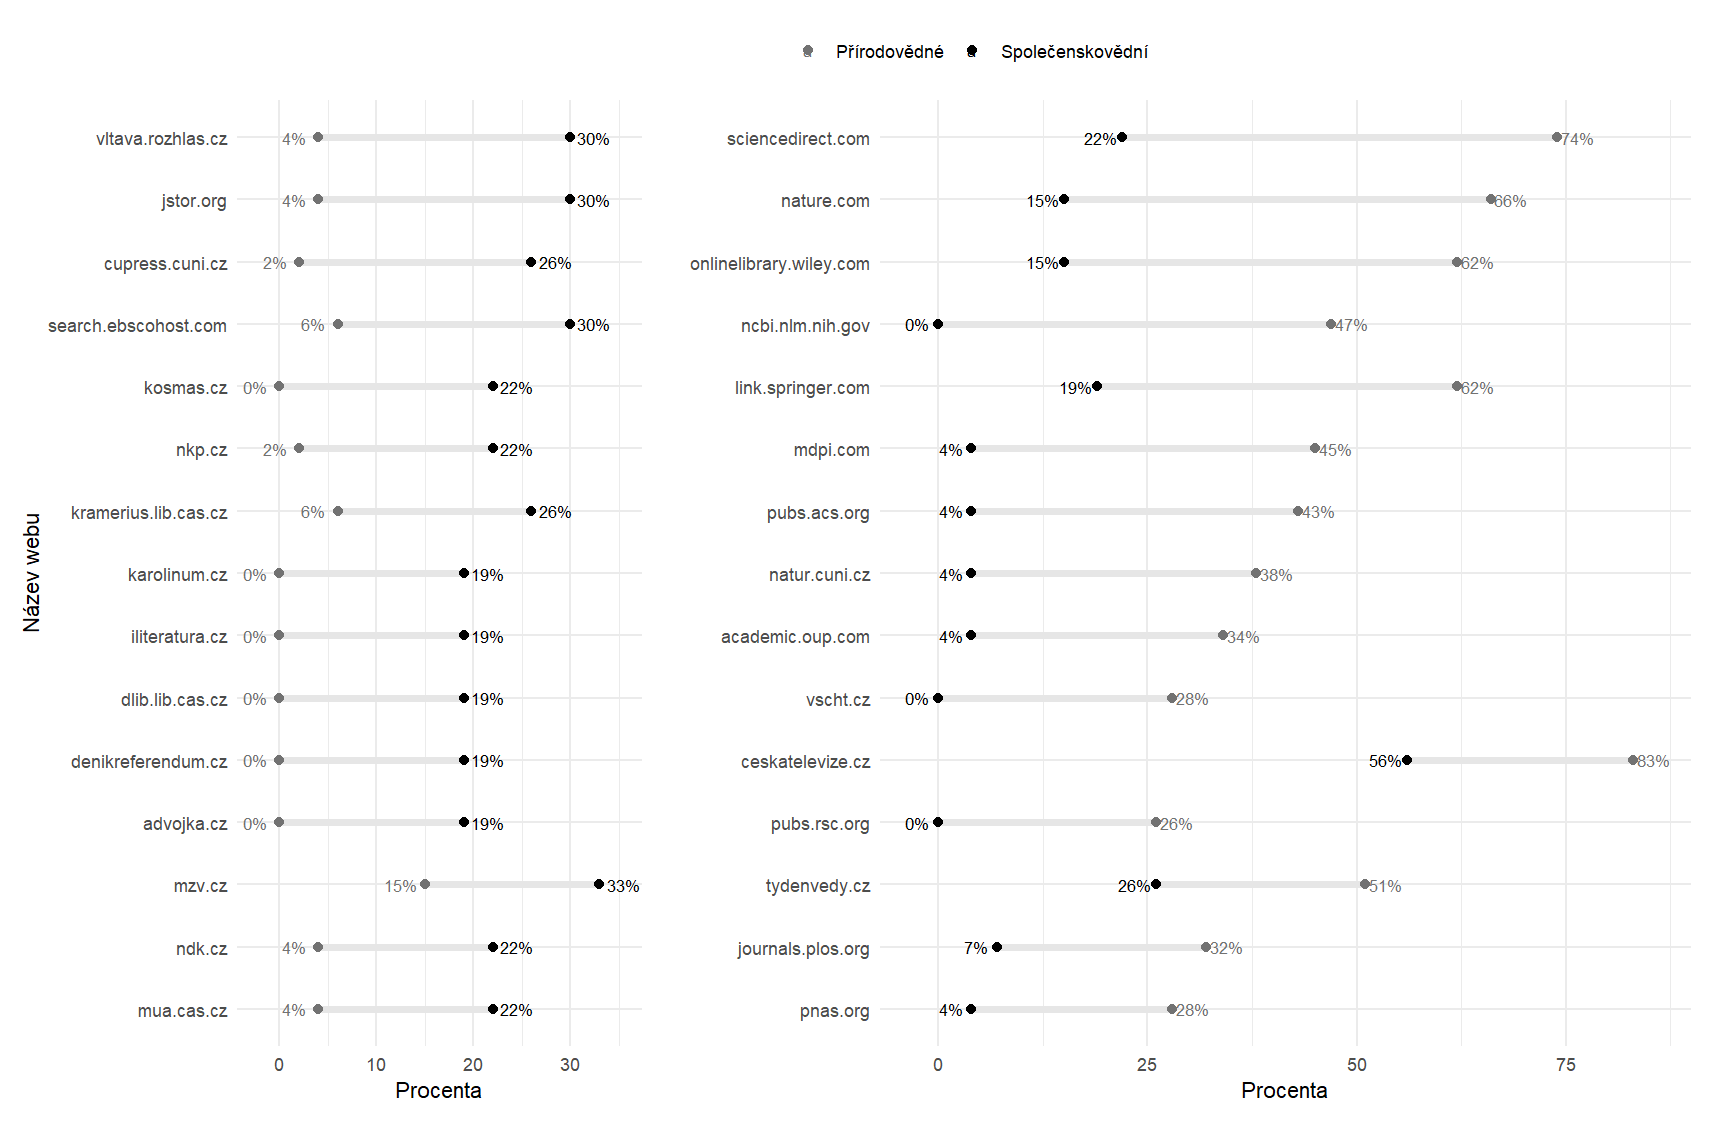 Přírodovědné Společenskovědní
Název webu
vltava.rozhlas.cz 4% 30%
jstor.org 4% 30%
cupress.cuni.cz 2% 26%
search.ebscohost.com 6% 30%
kosmas.cz 0% 22%
nkp.cz 2% 22%
kramerius.lib.cas.cz 6% 26%
karolinum.cz 0% 19%
iliteratura.cz 0% 19%
dlib.lib.cas.cz 0% 19%
denikreferendum.cz 0% 19%
advojka.cz 0% 19%
mzv.cz 15% 33%
ndk.cz 4% 22%
mua.cas.cz 4% 22%
0 10 20 30
Procenta
sciencedirect.com 22% 74%
nature.com 15% 66%
onlinelibrary.wiley.com 15% 62%
ncbi.nlm.nih.gov 0% 47%
link.springer.com 19% 62%
mdpi.com 4% 45%
pubs.acs.org 4% 43%
natur.cuni.cz 4% 38%
academic.oup.com 4% 34%
vscht.cz 0% 28%
ceskatelevize.cz 56% 83%
pubs.rsc.org 0% 26%
tydenvedy.cz 26% 51%
journals.plos.org 7% 32%
pnas.org 4% 28%
0 25 50 75
Procenta